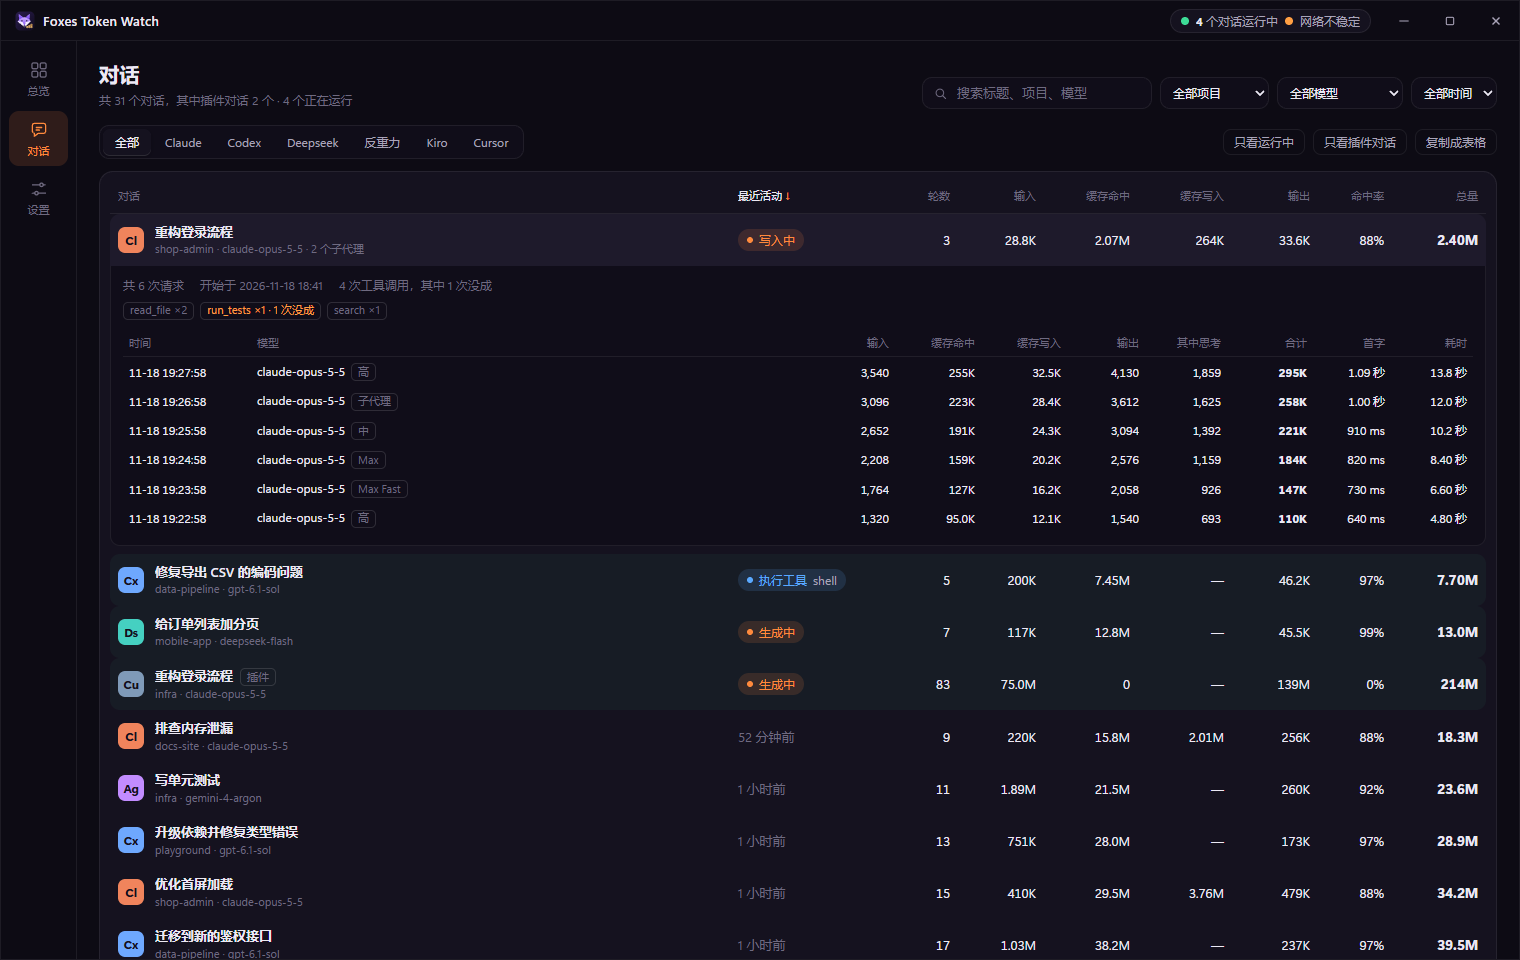 Foxes Token Watch
4 个对话运行中 网络不稳定
总览
对话
设置
对话
共 31 个对话，其中插件对话 2 个 · 4 个正在运行
搜索标题、项目、模型
全部项目
全部模型
全部时间
全部 Claude Codex Deepseek 反重力 Kiro Cursor
只看运行中 只看插件对话 复制成表格
对话 最近活动↓ 轮数 输入 缓存命中 缓存写入 输出 命中率 总量
Cl 重构登录流程 写入中 3 28.8K 2.07M 264K 33.6K 88% 2.40M
shop-admin · claude-opus-5-5 · 2 个子代理
共 6 次请求 开始于 2026-11-18 18:41 4 次工具调用，其中 1 次没成
read_file ×2 run_tests ×1 · 1 次没成 search ×1
时间 模型 输入 缓存命中 缓存写入 输出 其中思考 合计 首字 耗时
11-18 19:27:58 claude-opus-5-5 高 3,540 255K 32.5K 4,130 1,859 295K 1.09 秒 13.8 秒
11-18 19:26:58 claude-opus-5-5 子代理 3,096 223K 28.4K 3,612 1,625 258K 1.00 秒 12.0 秒
11-18 19:25:58 claude-opus-5-5 中 2,652 191K 24.3K 3,094 1,392 221K 910 ms 10.2 秒
11-18 19:24:58 claude-opus-5-5 Max 2,208 159K 20.2K 2,576 1,159 184K 820 ms 8.40 秒
11-18 19:23:58 claude-opus-5-5 Max Fast 1,764 127K 16.2K 2,058 926 147K 730 ms 6.60 秒
11-18 19:22:58 claude-opus-5-5 高 1,320 95.0K 12.1K 1,540 693 110K 640 ms 4.80 秒
Cx 修复导出 CSV 的编码问题 执行工具 shell 5 200K 7.45M — 46.2K 97% 7.70M
data-pipeline · gpt-6.1-sol
Ds 给订单列表加分页 生成中 7 117K 12.8M — 45.5K 99% 13.0M
mobile-app · deepseek-flash
Cu 重构登录流程 插件 生成中 83 75.0M 0 — 139M 0% 214M
infra · claude-opus-5-5
Cl 排查内存泄漏 52 分钟前 9 220K 15.8M 2.01M 256K 88% 18.3M
docs-site · claude-opus-5-5
Ag 写单元测试 1 小时前 11 1.89M 21.5M — 260K 92% 23.6M
infra · gemini-4-argon
Cx 升级依赖并修复类型错误 1 小时前 13 751K 28.0M — 173K 97% 28.9M
playground · gpt-6.1-sol
Cl 优化首屏加载 1 小时前 15 410K 29.5M 3.76M 479K 88% 34.2M
shop-admin · claude-opus-5-5
Cx 迁移到新的鉴权接口 1 小时前 17 1.03M 38.2M — 237K 97% 39.5M
data-pipeline · gpt-6.1-sol